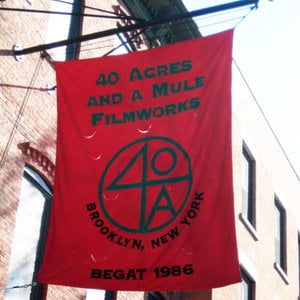 40 ACRES
AND A MULE
FILMWORKS
40
A
BROOKLYN, NEW YORK
BEGAT 1986